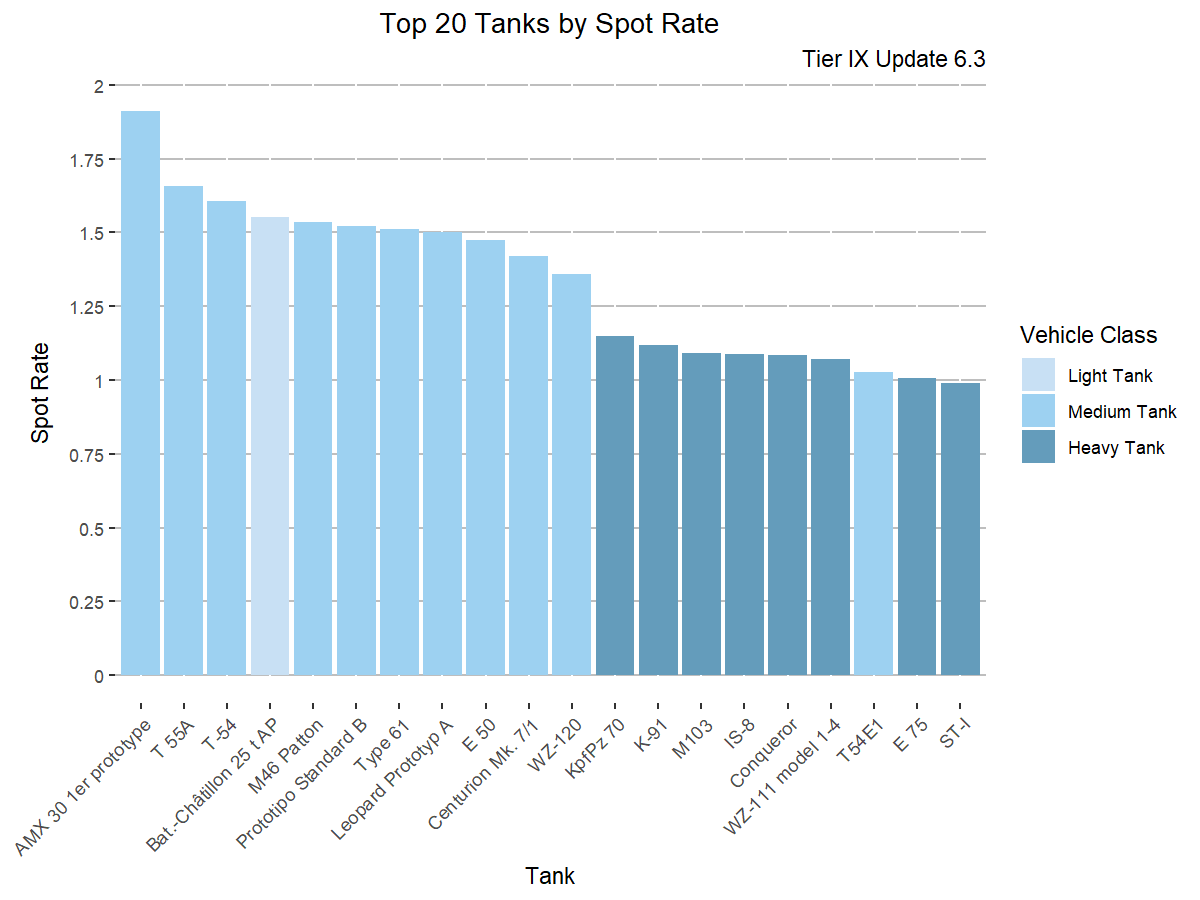 Top 20 Tanks by Spot Rate
Tier IX Update 6.3
2
1.75
1.5
1.25
1
0.75
0.5
0.25
0
Spot Rate
AMX 30 1er prototype
T 55A
T-54
Bat.-Châtillon 25 t AP
M46 Patton
Prototipo Standard B
Type 61
Leopard Prototyp A
E 50
Centurion Mk. 7/1
WZ-120
KpfPz 70
K-91
M103
IS-8
Conqueror
WZ-111 model 1-4
T54E1
E 75
ST-I
Tank
Vehicle Class
Light Tank
Medium Tank
Heavy Tank